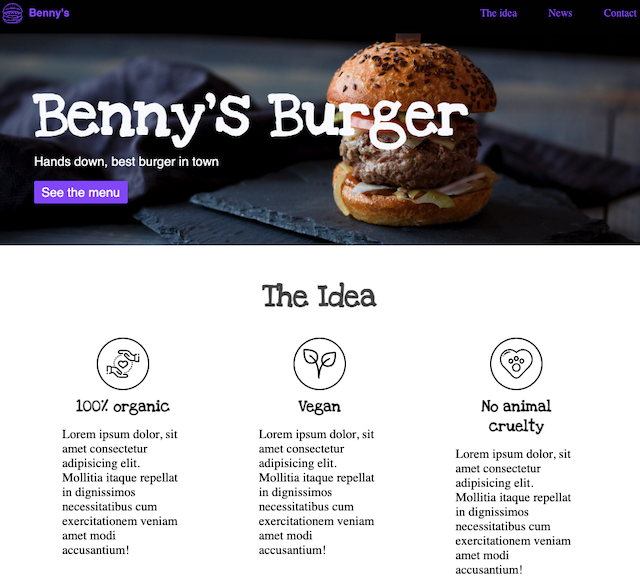 Benny's
The idea News Contact
Benny's Burger
Hands down, best burger in town
See the menu
The Idea
100% organic
Lorem ipsum dolor, sit
amet consectetur
adipisicing elit.
Mollitia itaque repellat
in dignissimos
necessitatibus cum
exercitationem veniam
amet modi
accusantium!
Vegan
Lorem ipsum dolor, sit
amet consectetur
adipisicing elit.
Mollitia itaque repellat
in dignissimos
necessitatibus cum
exercitationem veniam
amet modi
accusantium!
No animal
cruelty
Lorem ipsum dolor, sit
amet consectetur
adipisicing elit.
Mollitia itaque repellat
in dignissimos
necessitatibus cum
exercitationem veniam
amet modi
accusantium!